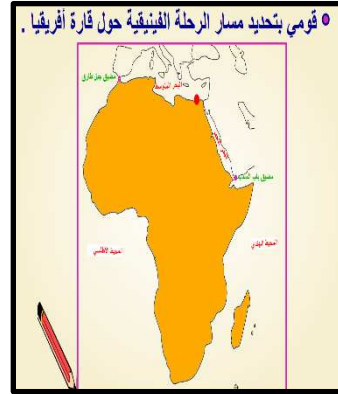 قومي بتحديد مسار الرحلة الفينيقية حول قارة أفريقيا .
مضيق جبل طارق
البحر المتوسط
مضيق باب المندب
المحيط الهندي
المحيط الأطلسي